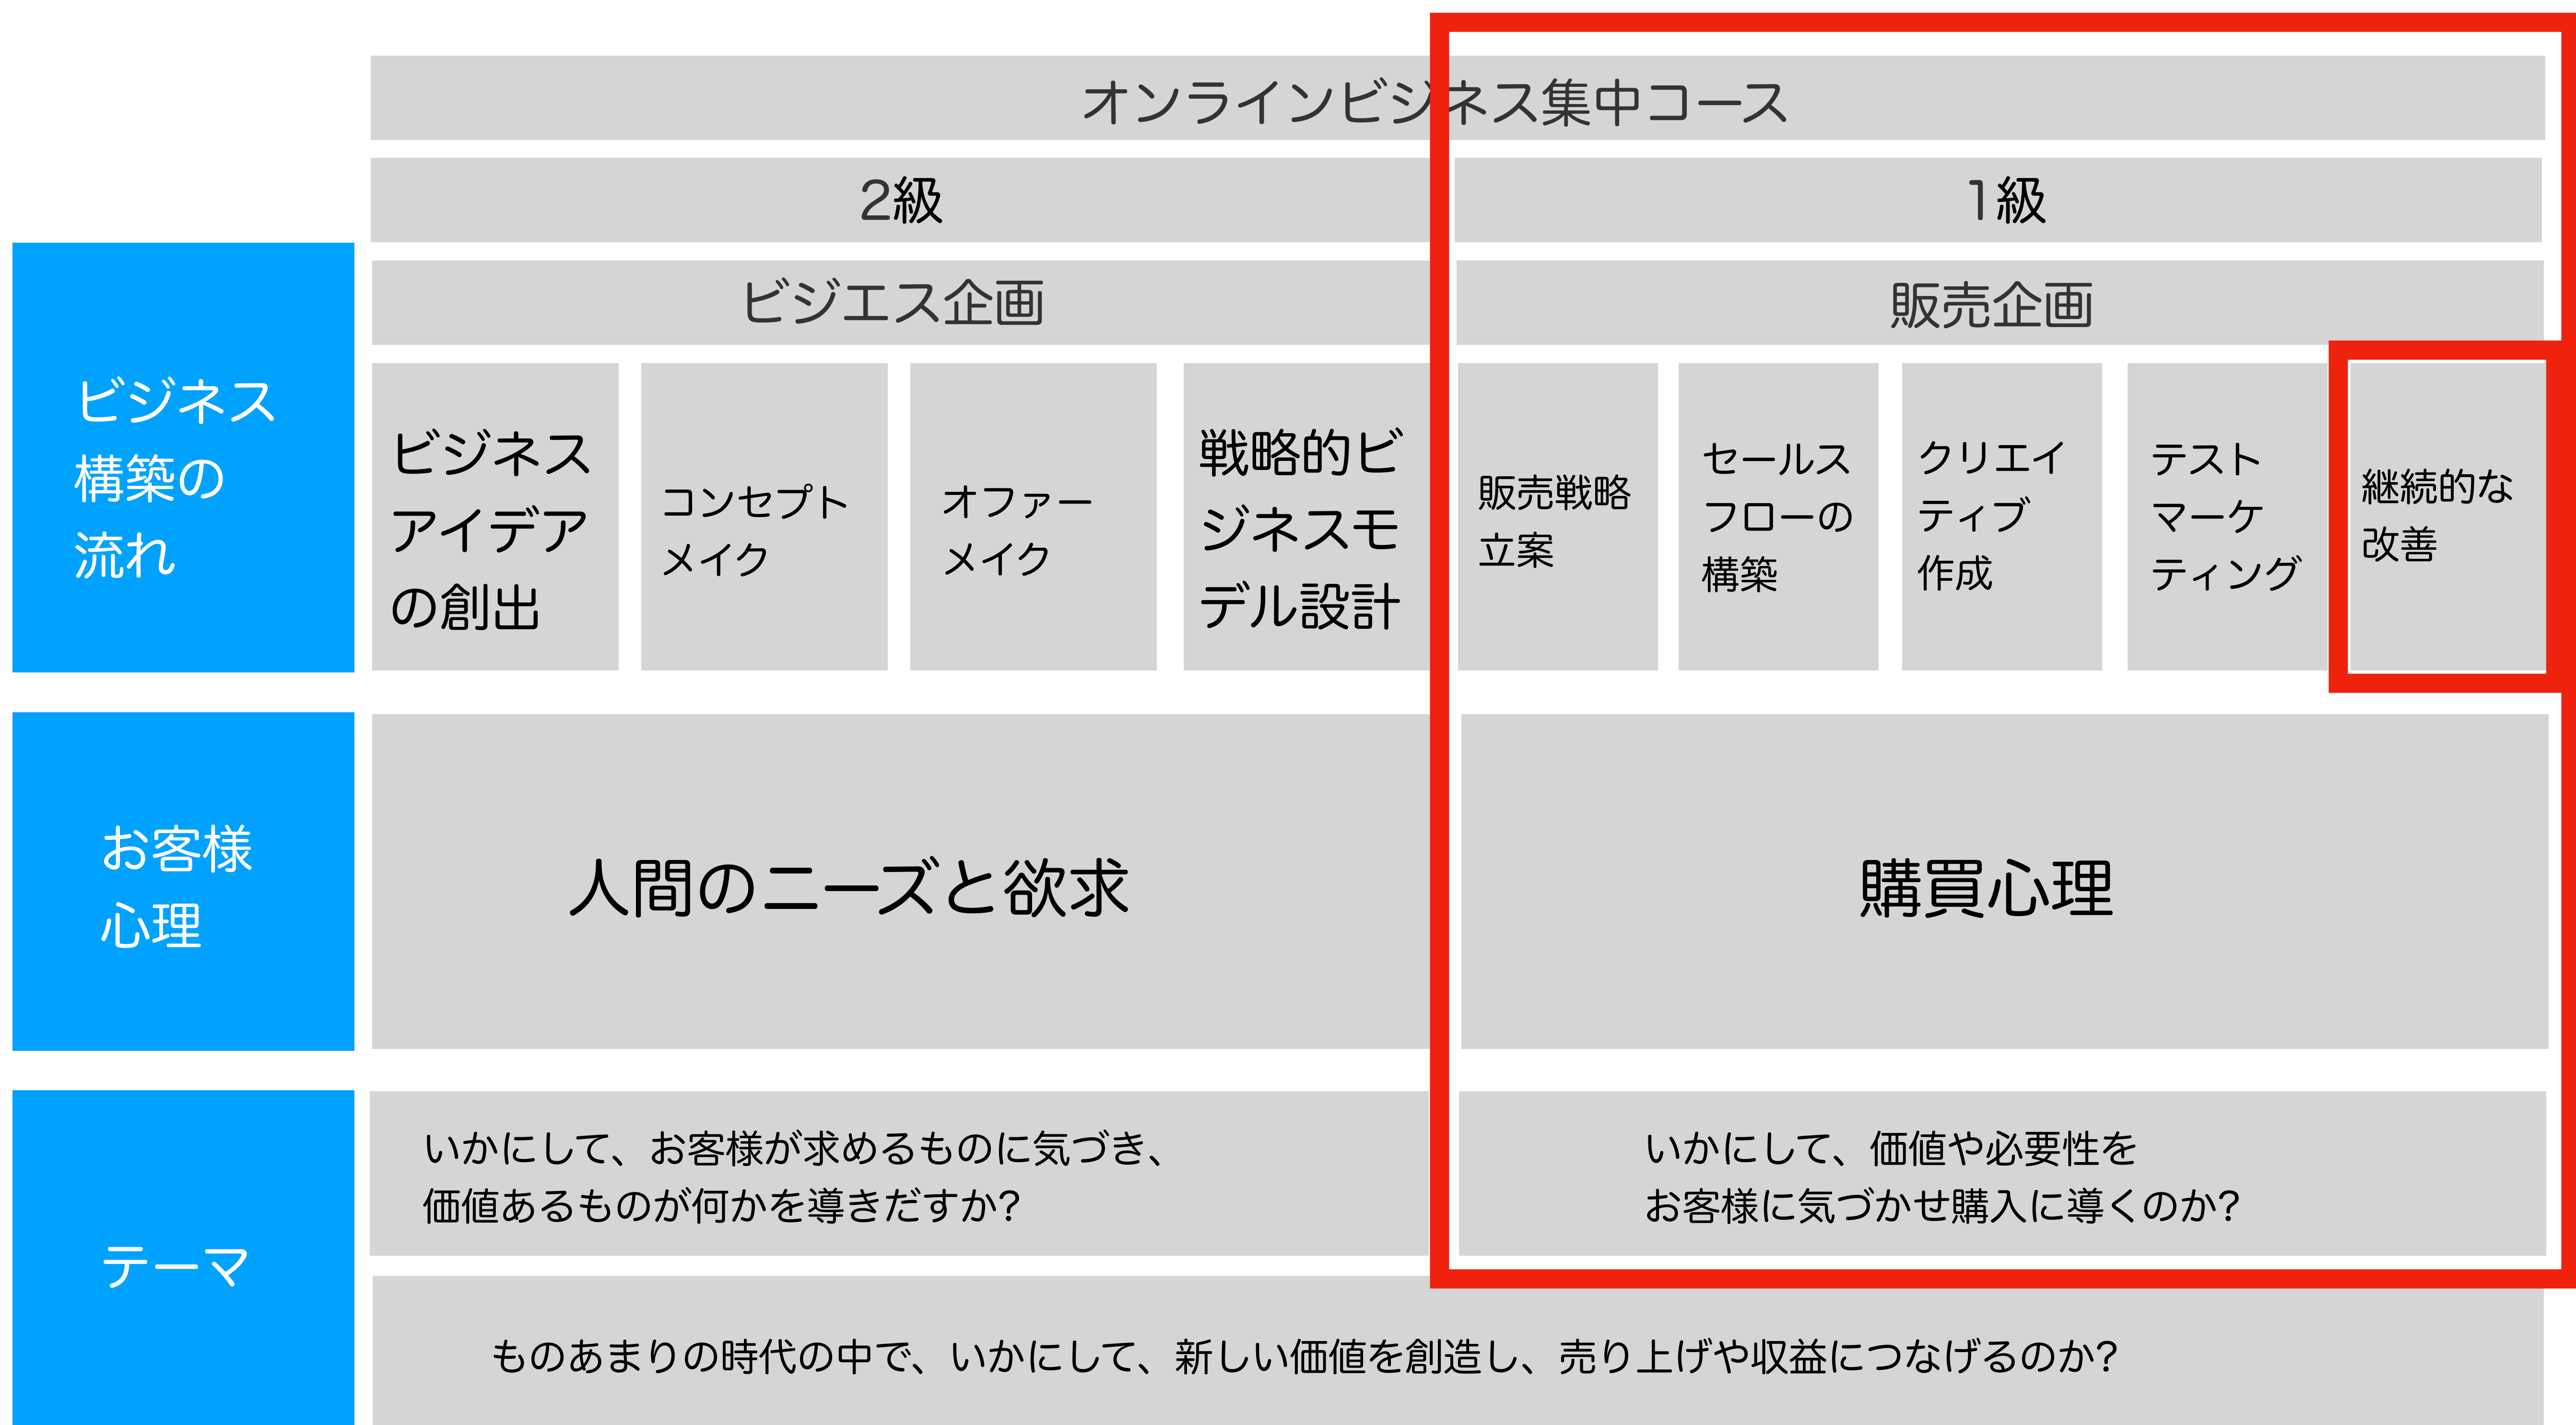 オンラインビジネス集中コース
2級
1級
ビジエス企画
販売企画
ビジネス
構築の
流れ
ビジネス
アイデア
の創出
コンセプト
メイク
オファー
メイク
戦略的ビ
ジネスモ
デル設計
販売戦略
立案
セールス
フローの
構築
クリエイ
ティブ
作成
テスト
マーケ
ティング
継続的な
改善
お客様
心理
人間のニーズと欲求
購買心理
テーマ
いかにして、お客様が求めるものに気づき、
価値あるものが何かを導きだすか?
いかにして、価値や必要性を
お客様に気づかせ購入に導くのか?
ものあまりの時代の中で、いかにして、新しい価値を創造し、売り上げや収益につなげるのか?